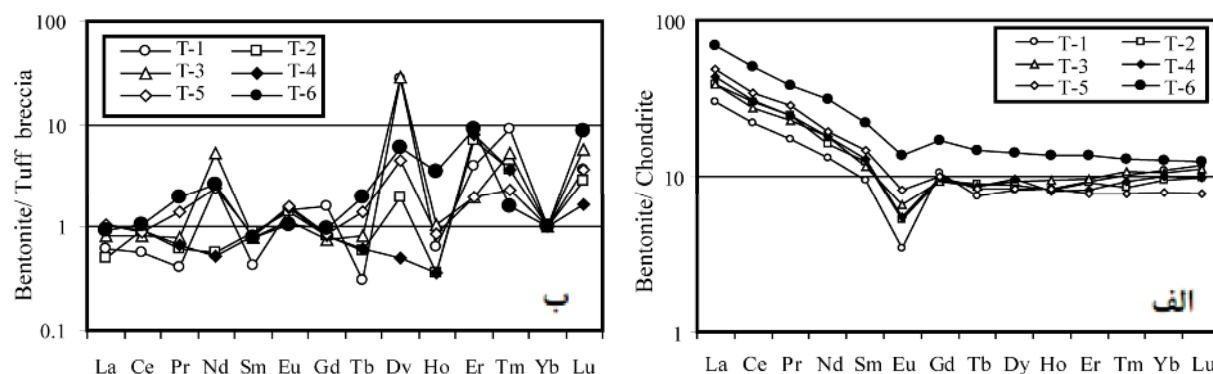 Bentonite/ Tuff breccia
100
10
1
0.1
T-1 T-2
T-3 T-4
T-5 T-6
ب
La Ce Pr Nd Sm Eu Gd Tb Dy Ho Er Tm Yb Lu
Bentonite/ Chondrite
100
10
1
T-1 T-2
T-3 T-4
T-5 T-6
الف
La Ce Pr Nd Sm Eu Gd Tb Dy Ho Er Tm Yb Lu